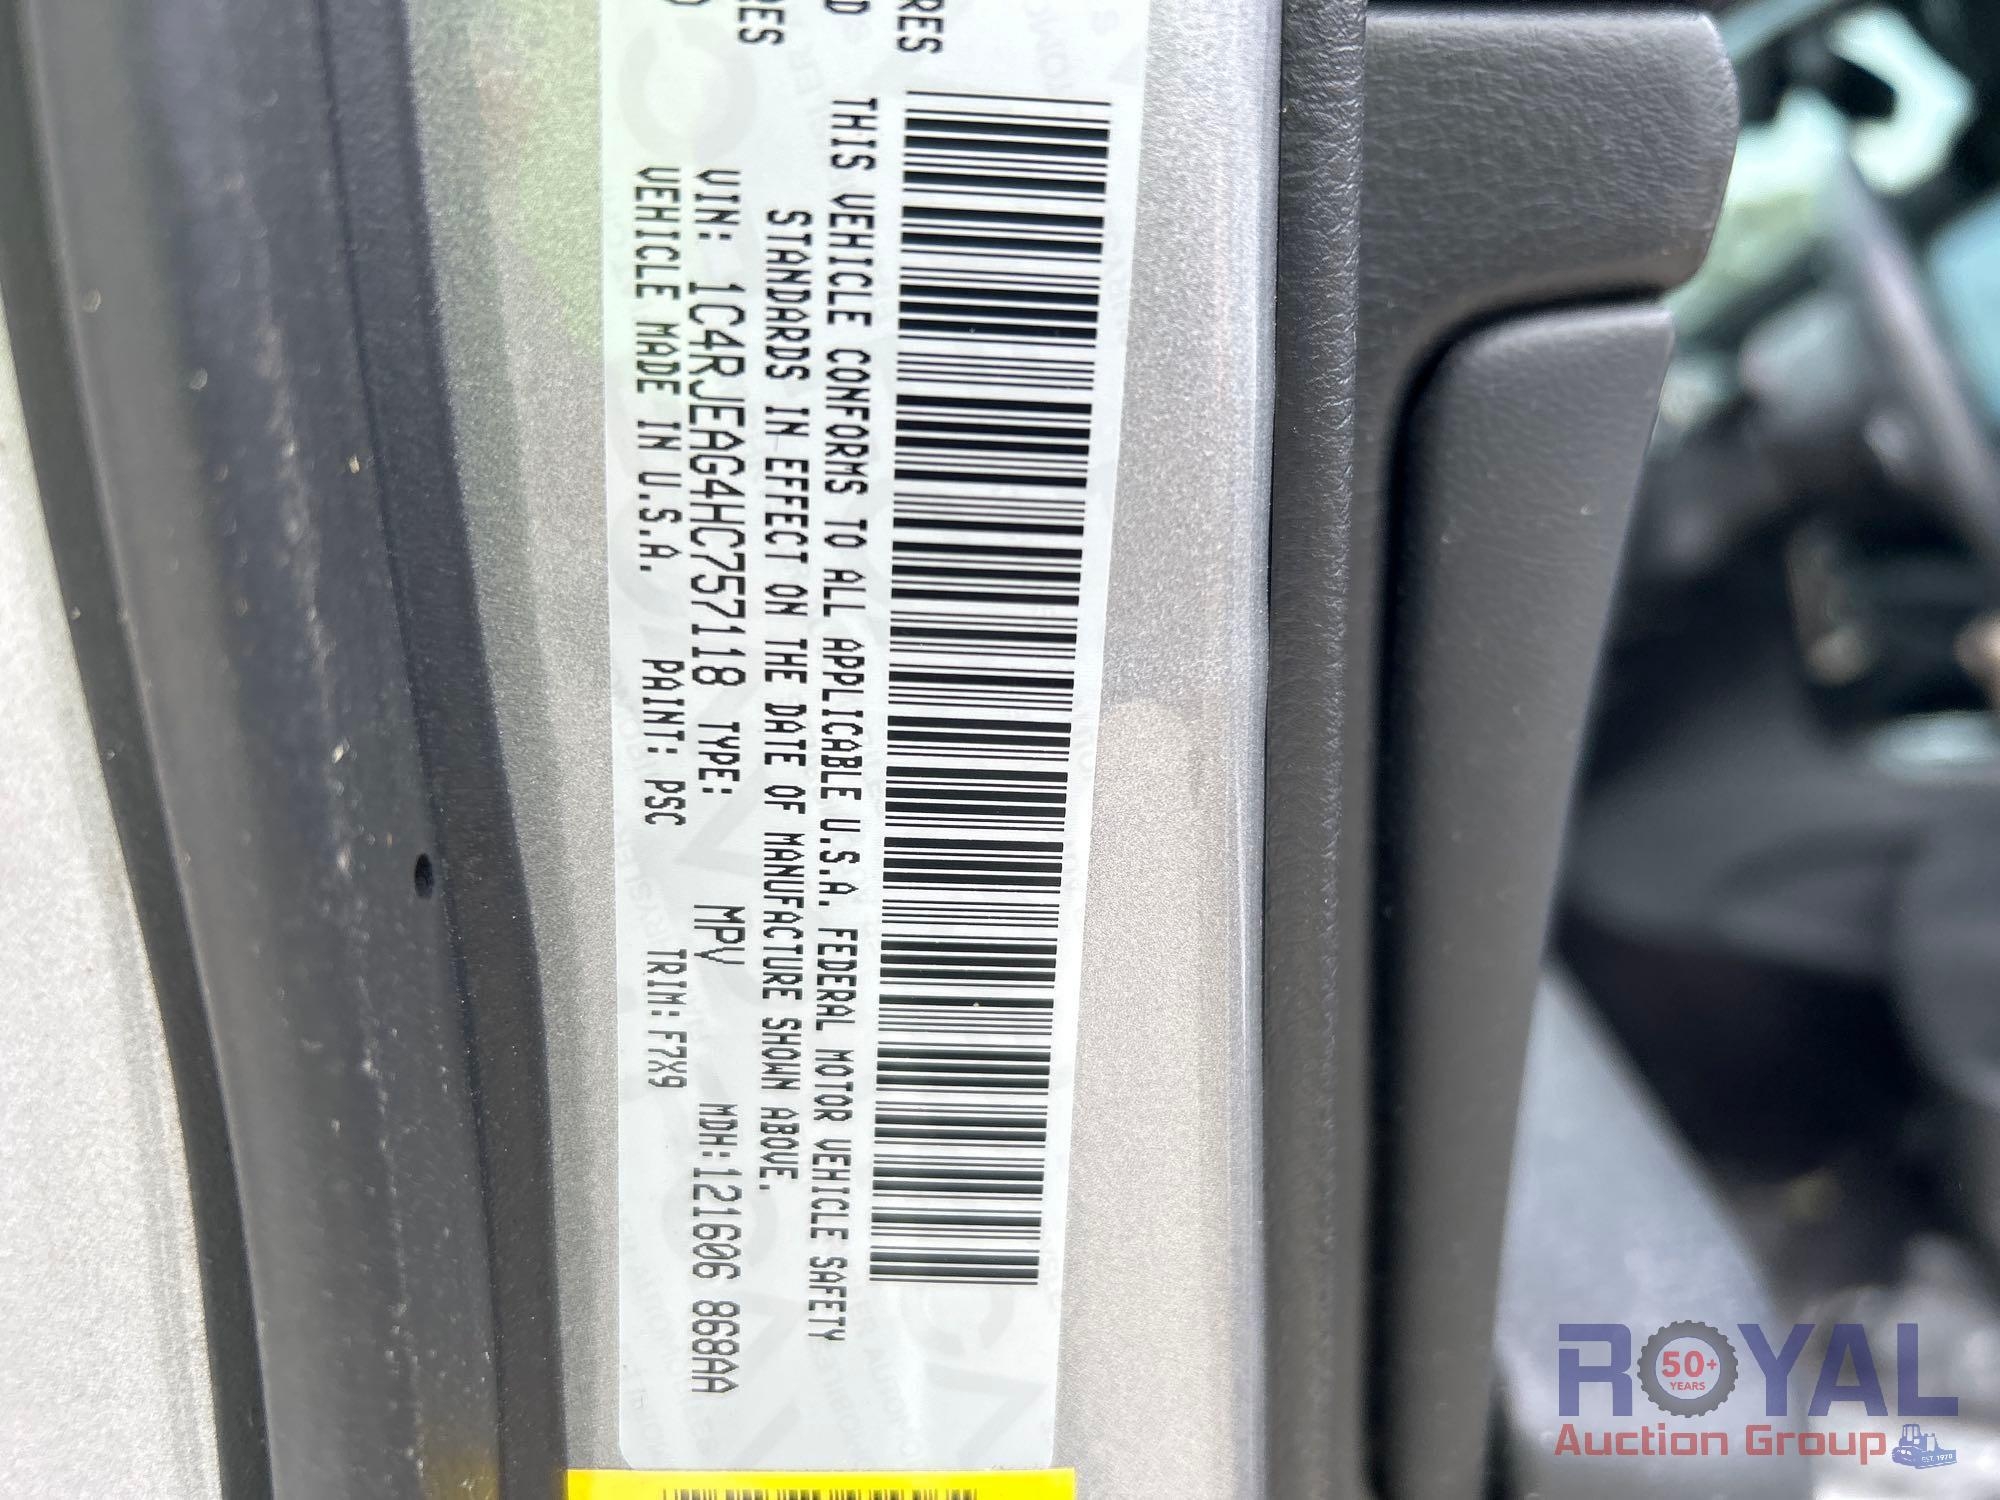 THIS VEHICLE CONFORMS TO ALL APPLICABLE U.S.A. FEDERAL MOTOR VEHICLE SAFETY
STANDARDS IN EFFECT ON THE DATE OF MANUFACTURE SHOWN ABOVE.
VIN: 1C4RJEAG4HC757118 TYPE: MPV MDH:121606 868AA
VEHICLE MADE IN U.S.A. PAINT: PSC TRIM: F7X9
ROYAL
50+
YEARS
Auction Group
EST. 1970